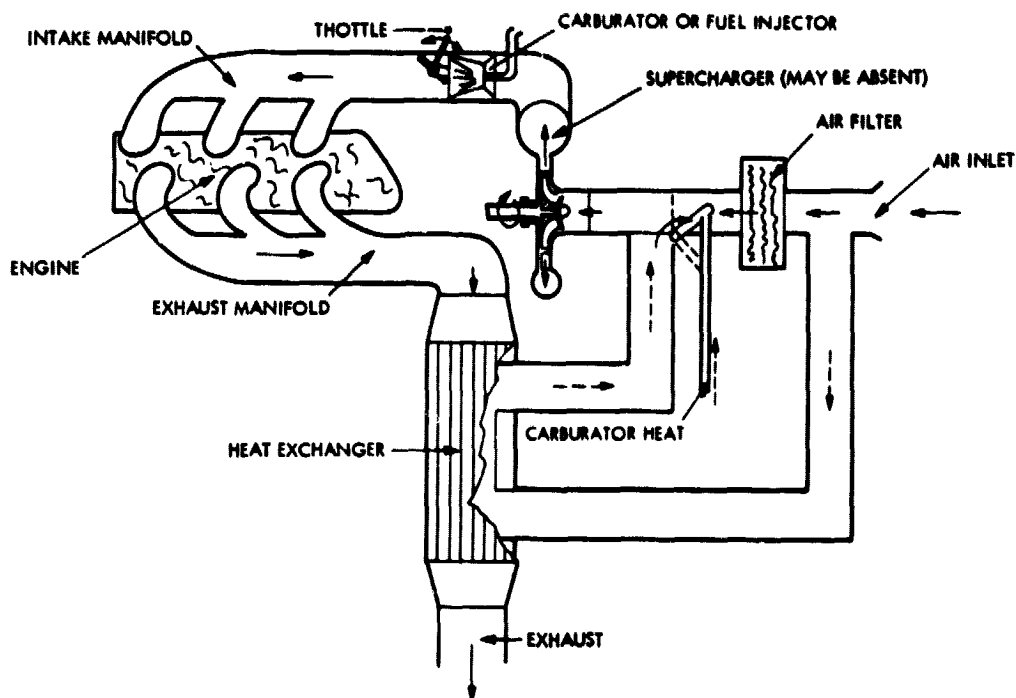 THOTTLE
CARBURATOR OR FUEL INJECTOR
INTAKE MANIFOLD
SUPERCHARGER (MAY BE ABSENT)
AIR FILTER
AIR INLET
ENGINE
EXHAUST MANIFOLD
CARBURATOR HEAT
HEAT EXCHANGER
EXHAUST